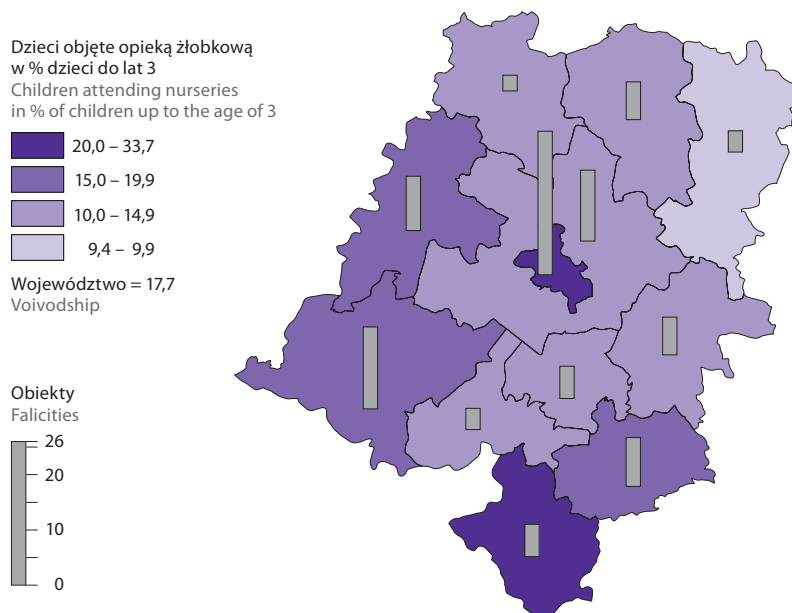 Dzieci objęte opieką żłobkową
w % dzieci do lat 3
Children attending nurseries
in % of children up to the age of 3
20,0 – 33,7
15,0 – 19,9
10,0 – 14,9
9,4 – 9,9
Województwo = 17,7
Voivodship
Obiekty
Falicities
26
20
10
0